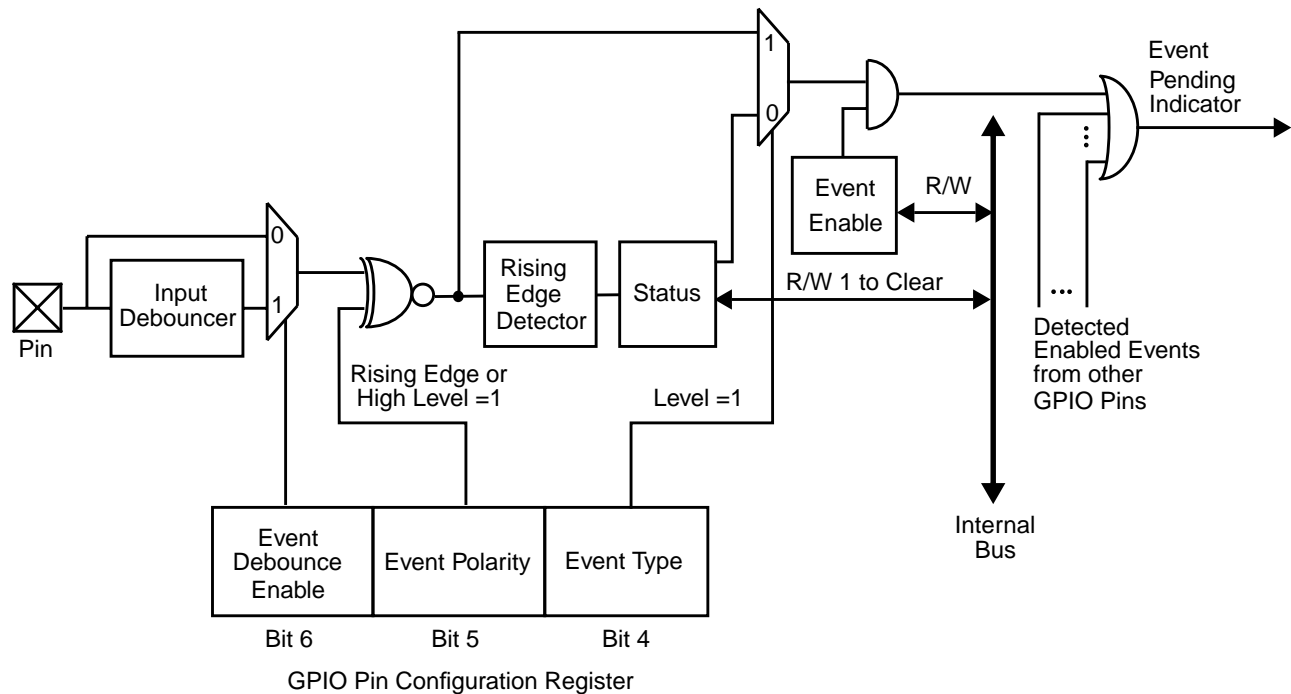 1
0
Event
Pending
Indicator
Event
Enable
R/W
0
1
Input
Debouncer
Pin
Rising
Edge
Detector
Status
R/W 1 to Clear
...
...
Detected
Enabled Events
from other
GPIO Pins
Rising Edge or
High Level =1
Level =1
Internal
Bus
Event
Debounce
Enable
Event Polarity
Event Type
Bit 6
Bit 5
Bit 4
GPIO Pin Configuration Register